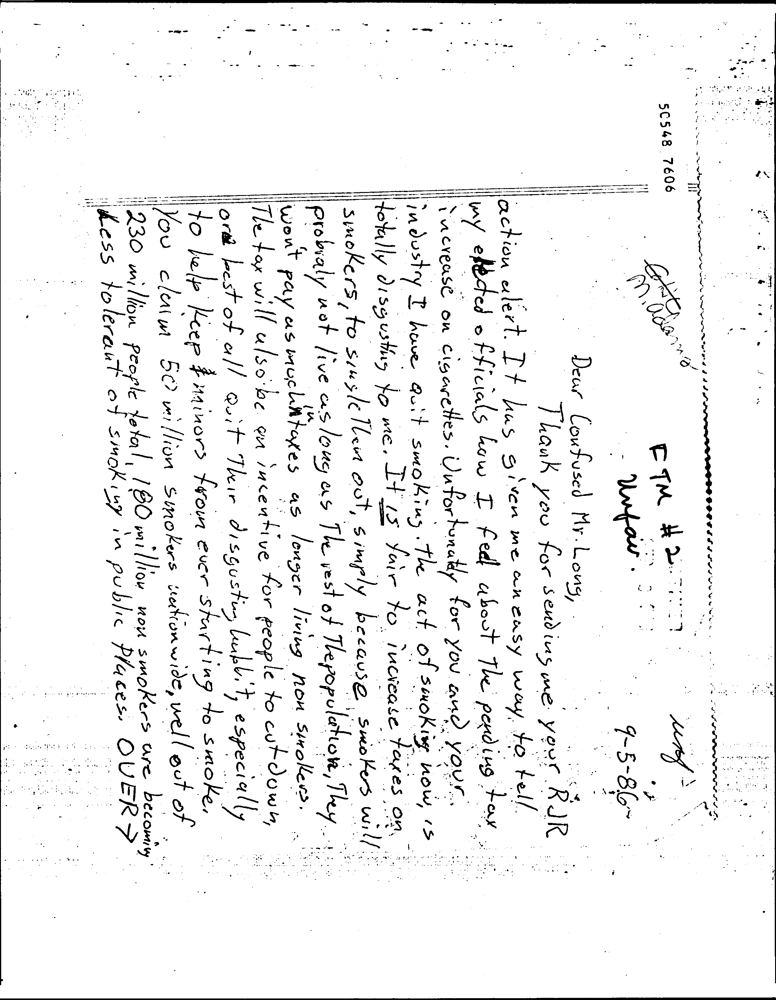 50548 7606
M. Adams
FTM #2
Unfair.
9-5-86
Dear Confused Mr. Long,
Thank you for sending me your RJR
action alert. It has given me an easy way to tell
my elected officials how I feel about The pending tax
increase on cigarettes. Unfortunatly for you and your
industry I have quit smoking. The act of smoking now, is
totally disgusting to me. It is fair to increase taxes on
smokers, to single Them out, simply because smokers will
probraly not live as long as The rest of The population, They
won't pay as much in taxes as longer living non smokers.
The tax will also be an incentive for people to cut down,
or best of all quit Their disgusting habbit, especially
to help keep minors from ever starting to smoke.
You claim 50 million smokers nationwide, well out of
230 million people total, 180 million non smokers are becoming
Less tolerant of smoking in public Places. OVER →